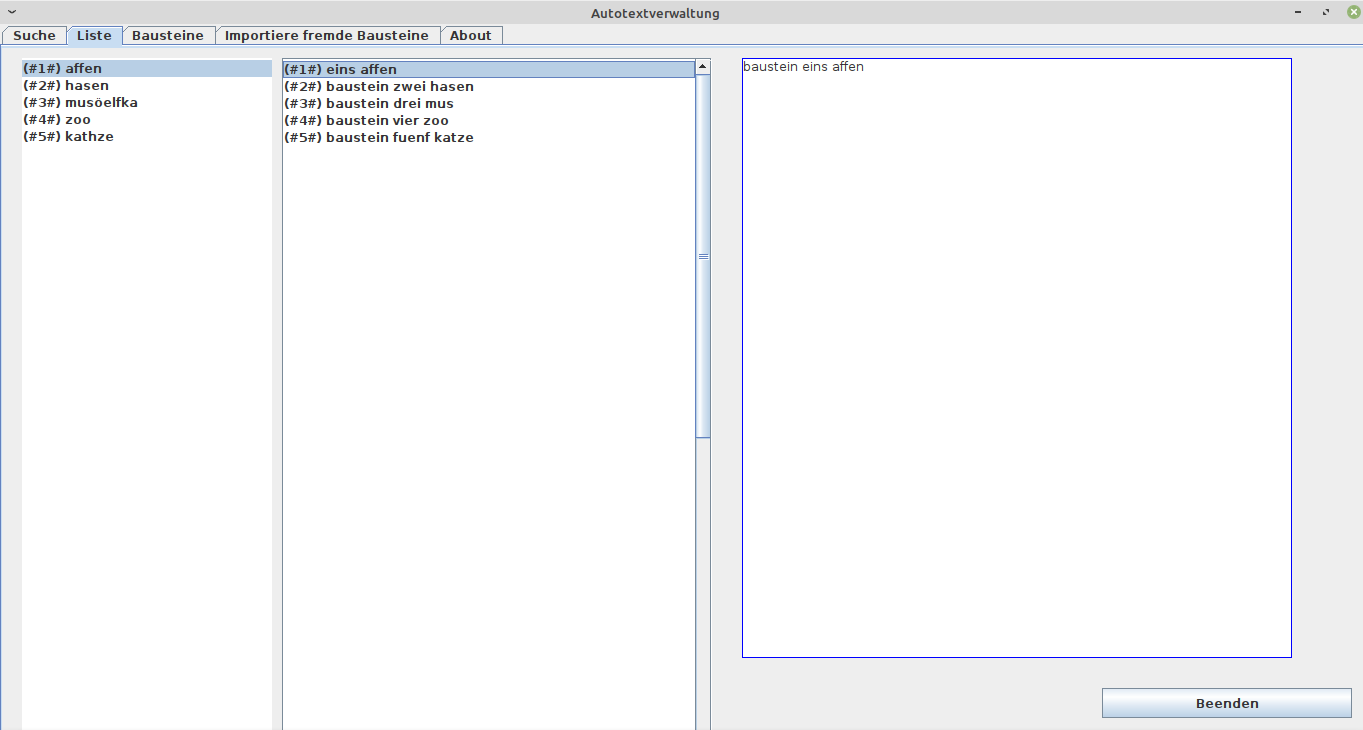 Autotextverwaltung
Suche Liste Bausteine Importiere fremde Bausteine About
(#1#) affen
(#2#) hasen
(#3#) musöelfka
(#4#) zoo
(#5#) kathze
(#1#) eins affen
(#2#) baustein zwei hasen
(#3#) baustein drei mus
(#4#) baustein vier zoo
(#5#) baustein fuenf katze
baustein eins affen
Beenden